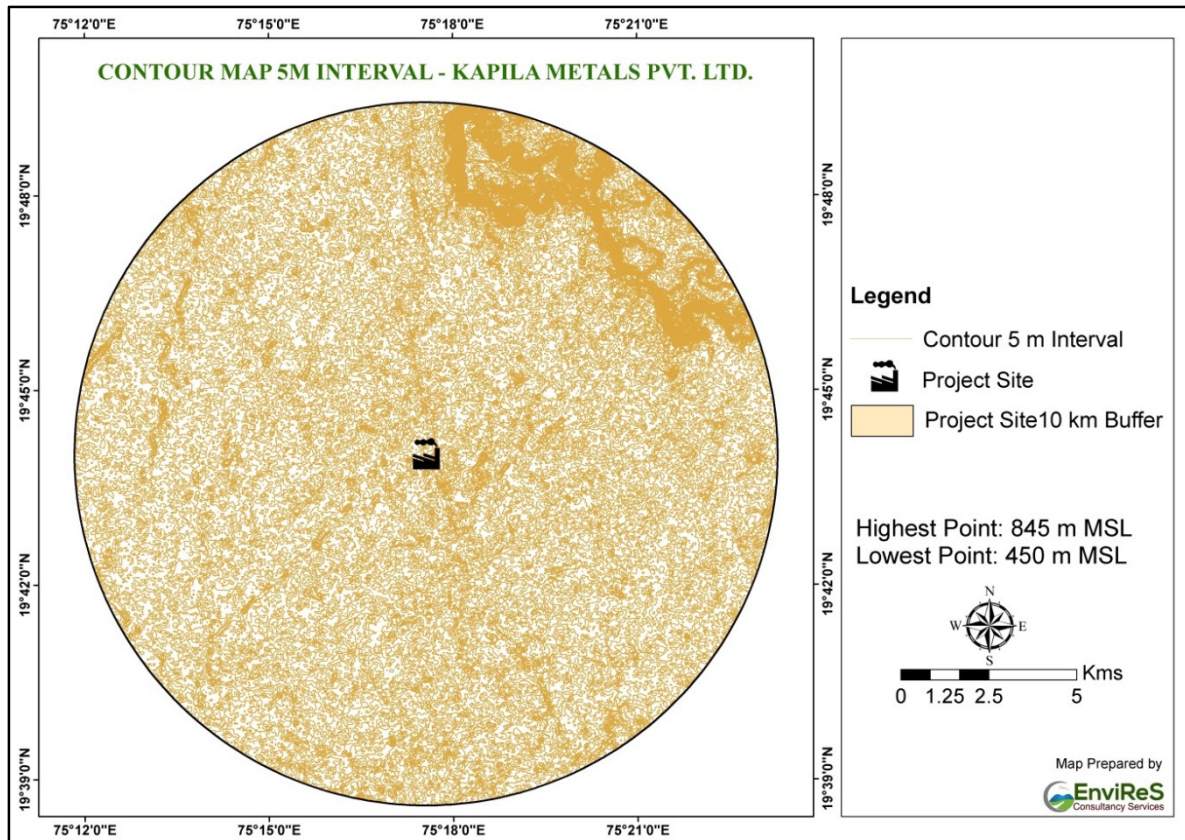 75°12'0"E 75°15'0"E 75°18'0"E 75°21'0"E
CONTOUR MAP 5M INTERVAL - KAPILA METALS PVT. LTD.
19°48'0"N 19°48'0"N
19°45'0"N 19°45'0"N
19°42'0"N 19°42'0"N
19°39'0"N 19°39'0"N
75°12'0"E 75°15'0"E 75°18'0"E 75°21'0"E
Legend
Contour 5 m Interval
Project Site
Project Site10 km Buffer
Highest Point: 845 m MSL
Lowest Point: 450 m MSL
N
W E
S
Kms
0 1.25 2.5 5
Map Prepared by
EnviReS
Consultancy Services